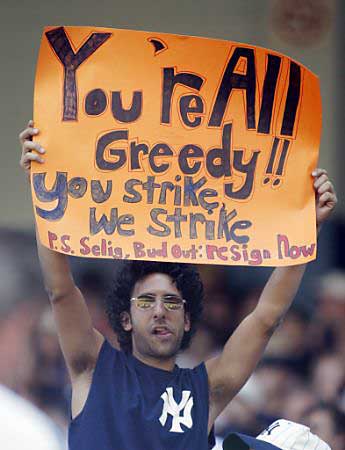 You're All
Greedy!!
You strike,
We Strike
P.S. Selig, Bud Out: resign Now
NY